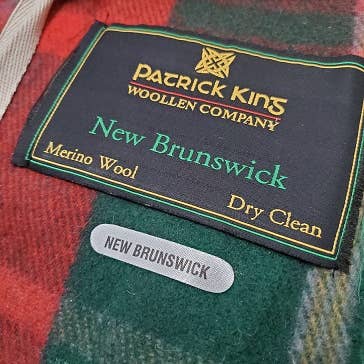 PATRICK KING
WOOLLEN COMPANY
New Brunswick
Merino Wool
Dry Clean
NEW BRUNSWICK